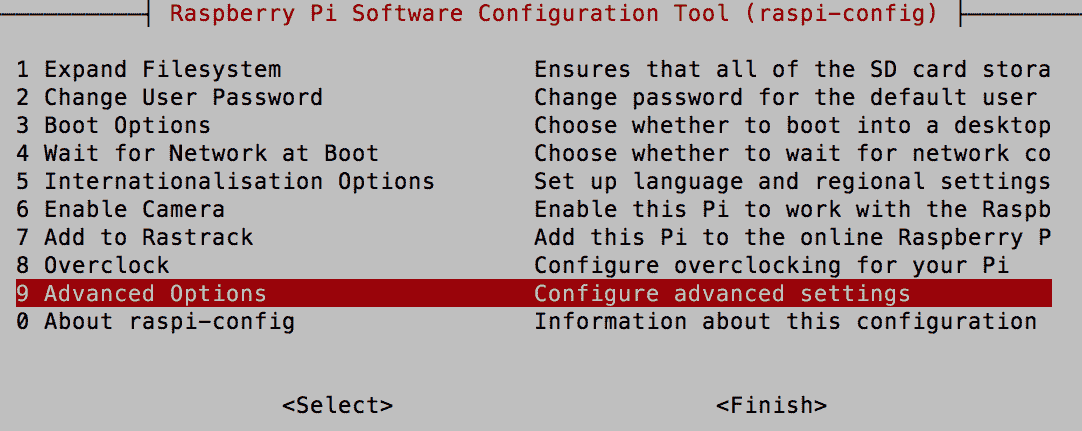 Raspberry Pi Software Configuration Tool (raspi-config)
1 Expand Filesystem Ensures that all of the SD card stora
2 Change User Password Change password for the default user
3 Boot Options Choose whether to boot into a desktop
4 Wait for Network at Boot Choose whether to wait for network co
5 Internationalisation Options Set up language and regional settings
6 Enable Camera Enable this Pi to work with the Raspb
7 Add to Rastrack Add this Pi to the online Raspberry P
8 Overclock Configure overclocking for your Pi
9 Advanced Options Configure advanced settings
0 About raspi-config Information about this configuration
<Select> <Finish>